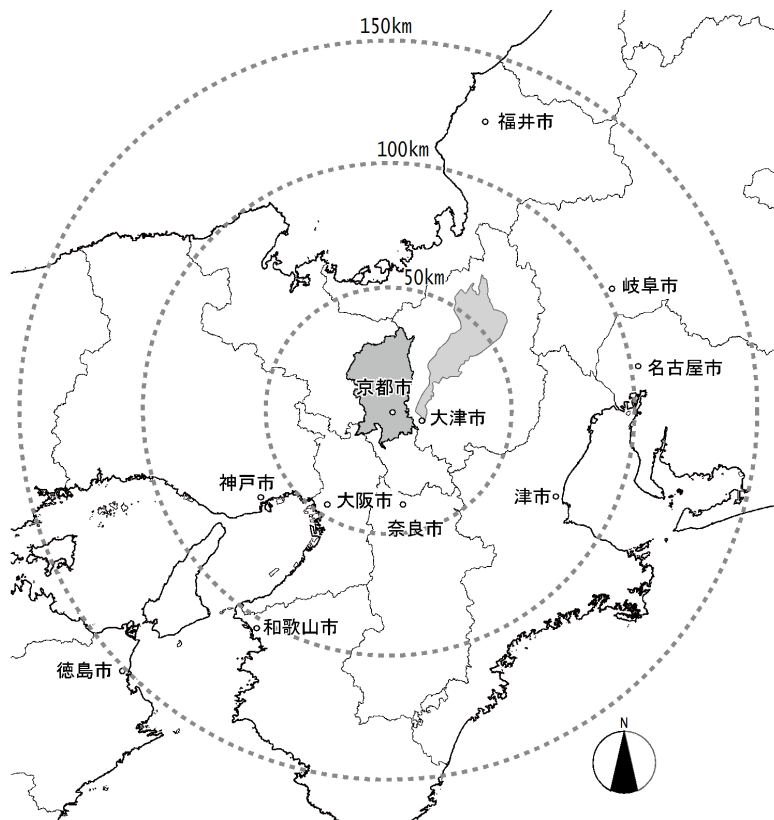 150km
福井市
100km
50km
岐阜市
名古屋市
京都市
大津市
神戸市
大阪市
津市
奈良市
和歌山市
徳島市
N